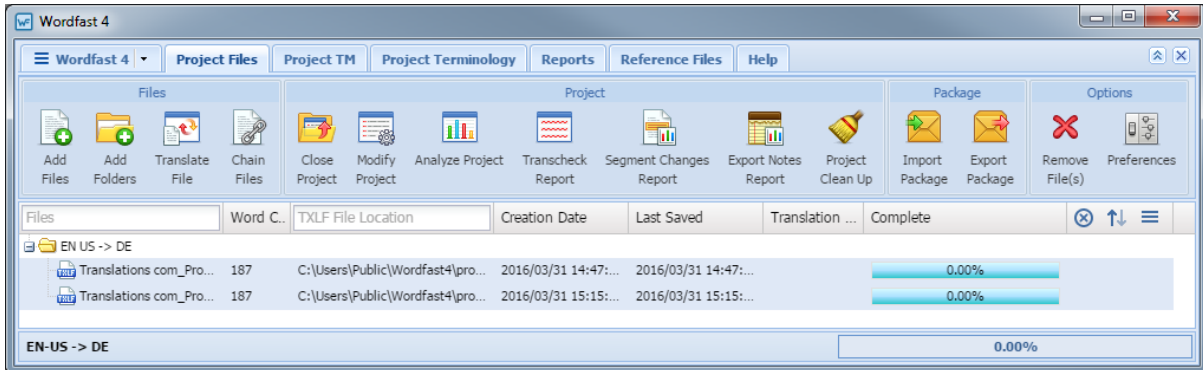 Wordfast 4
Wordfast 4 Project Files Project TM Project Terminology Reports Reference Files Help
Files Project Package Options
Add Files
Add Folders
Translate File
Chain Files
Close Project
Modify Project
Analyze Project
Transcheck Report
Segment Changes Report
Export Notes Report
Project Clean Up
Import Package
Export Package
Remove File(s)
Preferences
Files Word C.. TXLF File Location Creation Date Last Saved Translation ... Complete
EN US -> DE
Translations com_Pro... 187 C:\Users\Public\Wordfast4\pro... 2016/03/31 14:47:... 2016/03/31 14:47:... 0.00%
Translations com_Pro... 187 C:\Users\Public\Wordfast4\pro... 2016/03/31 15:15:... 2016/03/31 15:15:... 0.00%
EN-US -> DE 0.00%